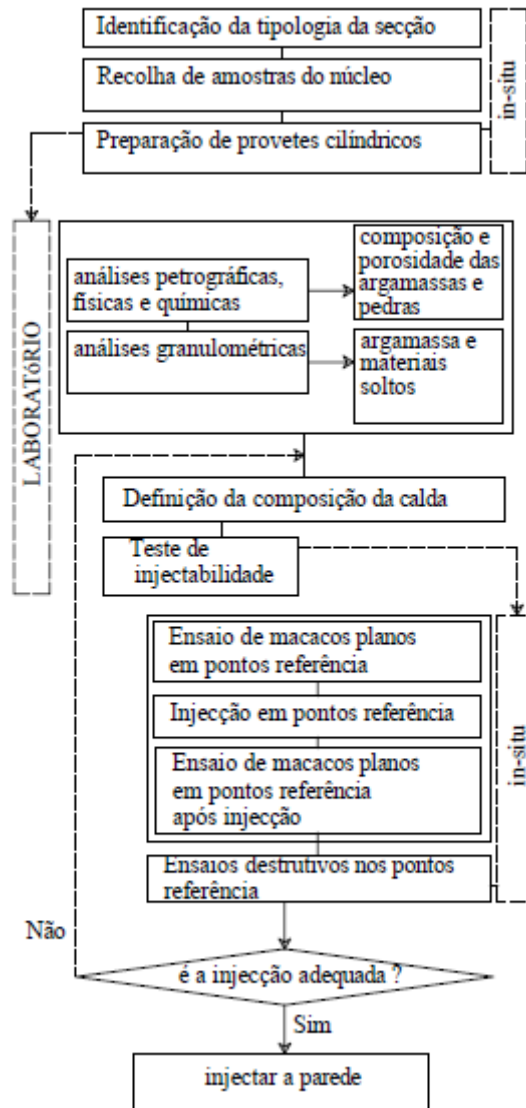 Identificação da tipologia da secção
Recolha de amostras do núcleo
Preparação de provetes cilíndricos
in-situ
LABORATóRIO
análises petrográficas,
físicas e químicas
composição e
porosidade das
argamassas e
pedras
análises granulométricas
argamassa e
materiais
soltos
Definição da composição da calda
Teste de
injectabilidade
Ensaio de macacos planos
em pontos referência
Injecção em pontos referência
Ensaio de macacos planos
em pontos referência
após injecção
in-situ
Ensaios destrutivos nos pontos
referência
Não
é a injecção adequada ?
Sim
injectar a parede